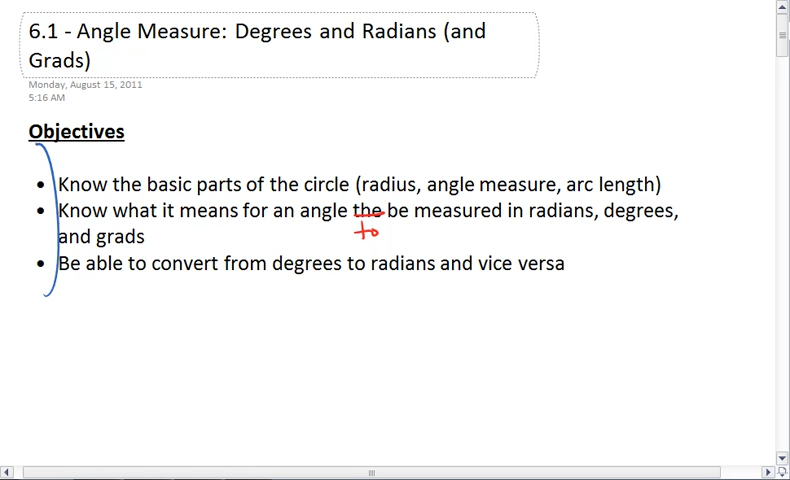 6.1 - Angle Measure: Degrees and Radians (and
Grads)
Monday, August 15, 2011
5:16 AM
Objectives
• Know the basic parts of the circle (radius, angle measure, arc length)
• Know what it means for an angle the be measured in radians, degrees,
to
and grads
• Be able to convert from degrees to radians and vice versa